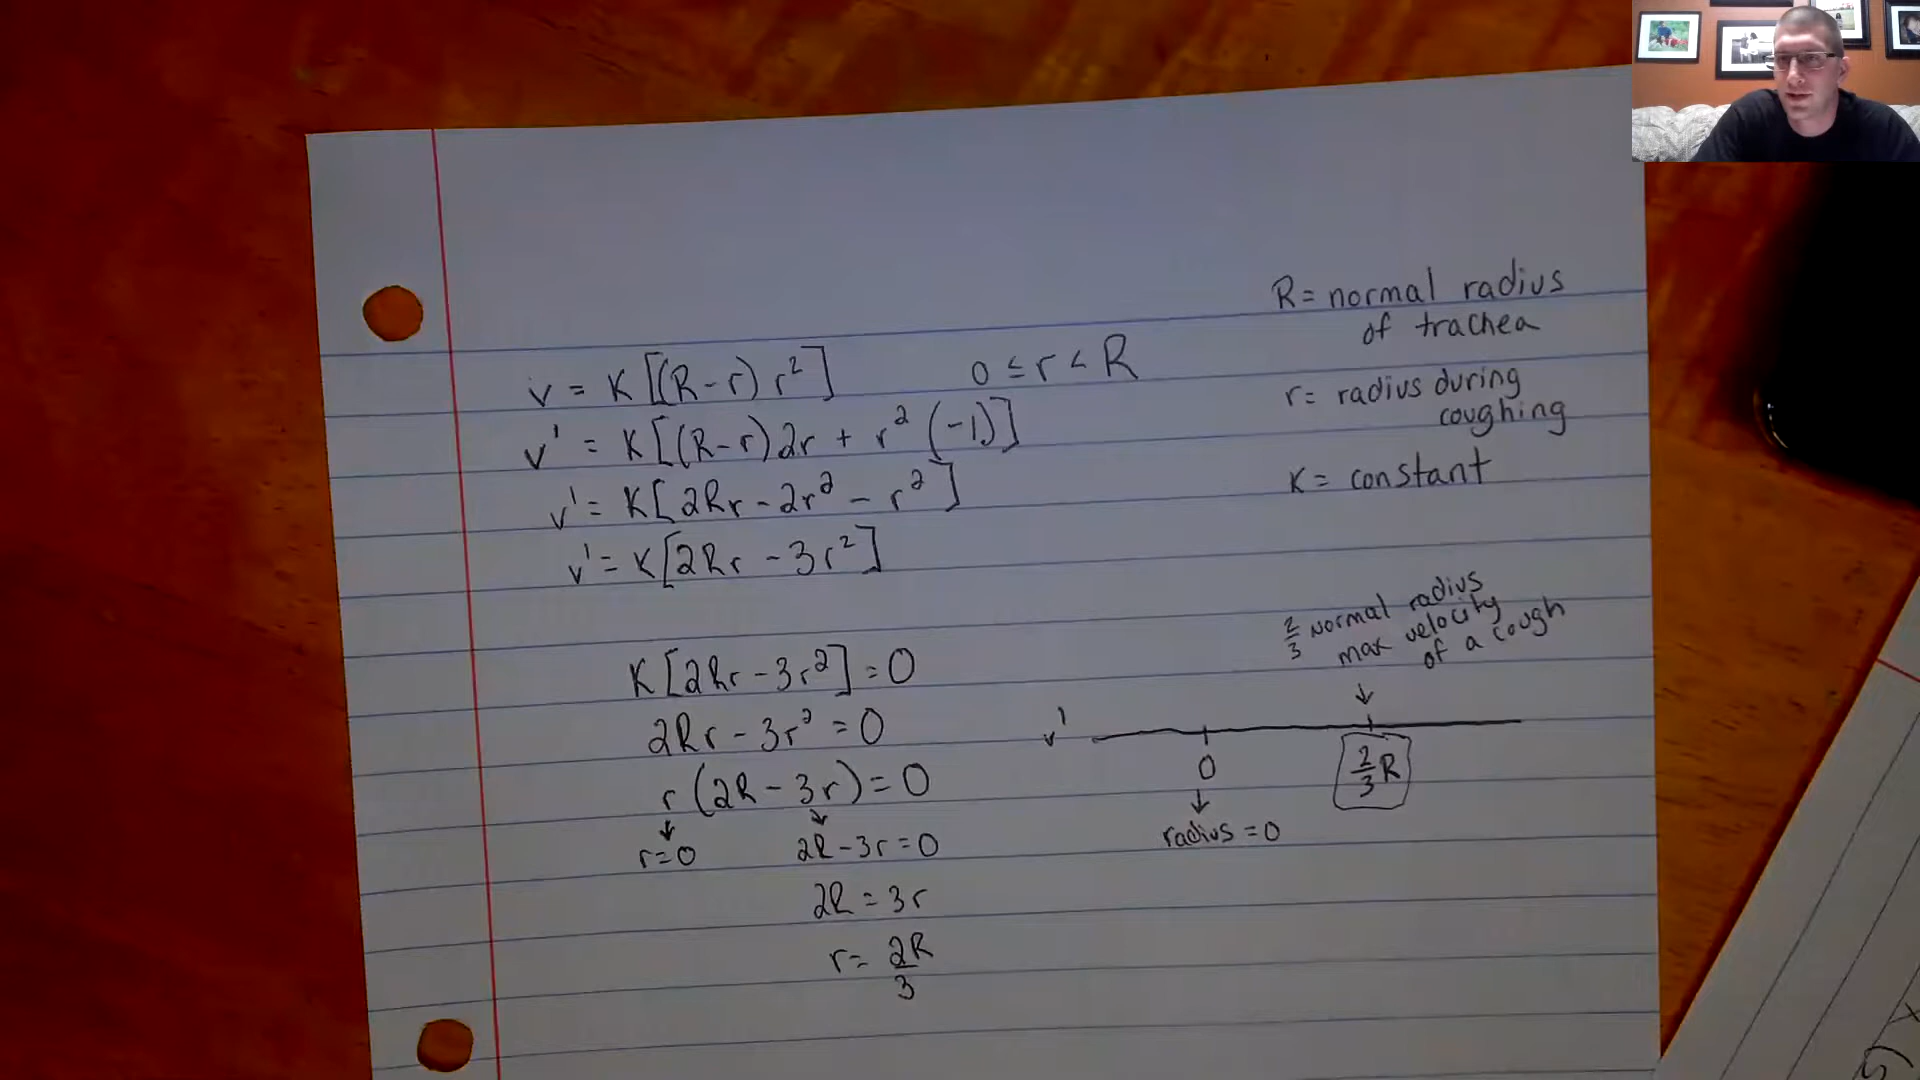 v = K[(R-r) r²]  0 ≤ r < R
v' = K[(R-r)2r + r²(-1)]
v' = K[2Rr - 2r² - r²]
v' = K[2Rr - 3r²]
K[2Rr - 3r²] = 0
2Rr - 3r² = 0
r(2R - 3r) = 0
↓ ↓
r = 0  2R - 3r = 0
2R = 3r
r = 2R/3
R = normal radius
of trachea
r = radius during
coughing
K = constant
2/3 normal radius
max velocity
of a cough
↓
v'
0  2/3 R
↓
radius = 0
5) x